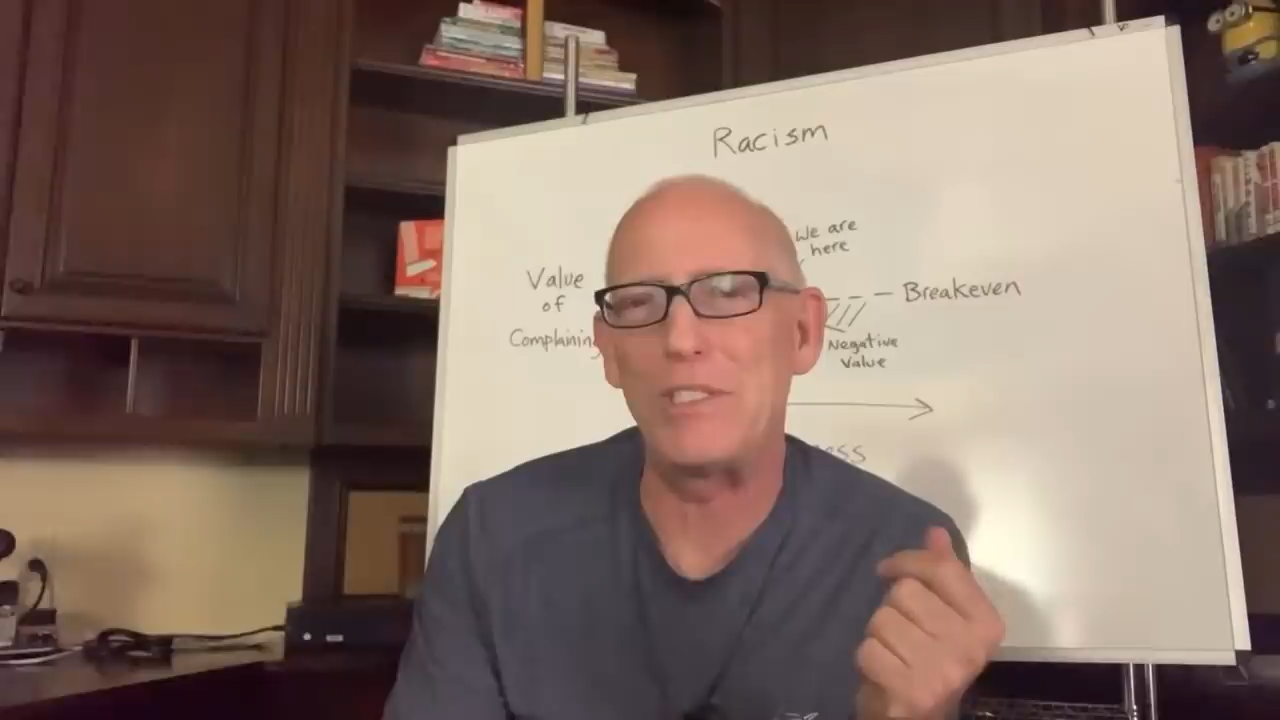 Racism
We are
here
Value
of
Complaining
Breakeven
Negative
Value